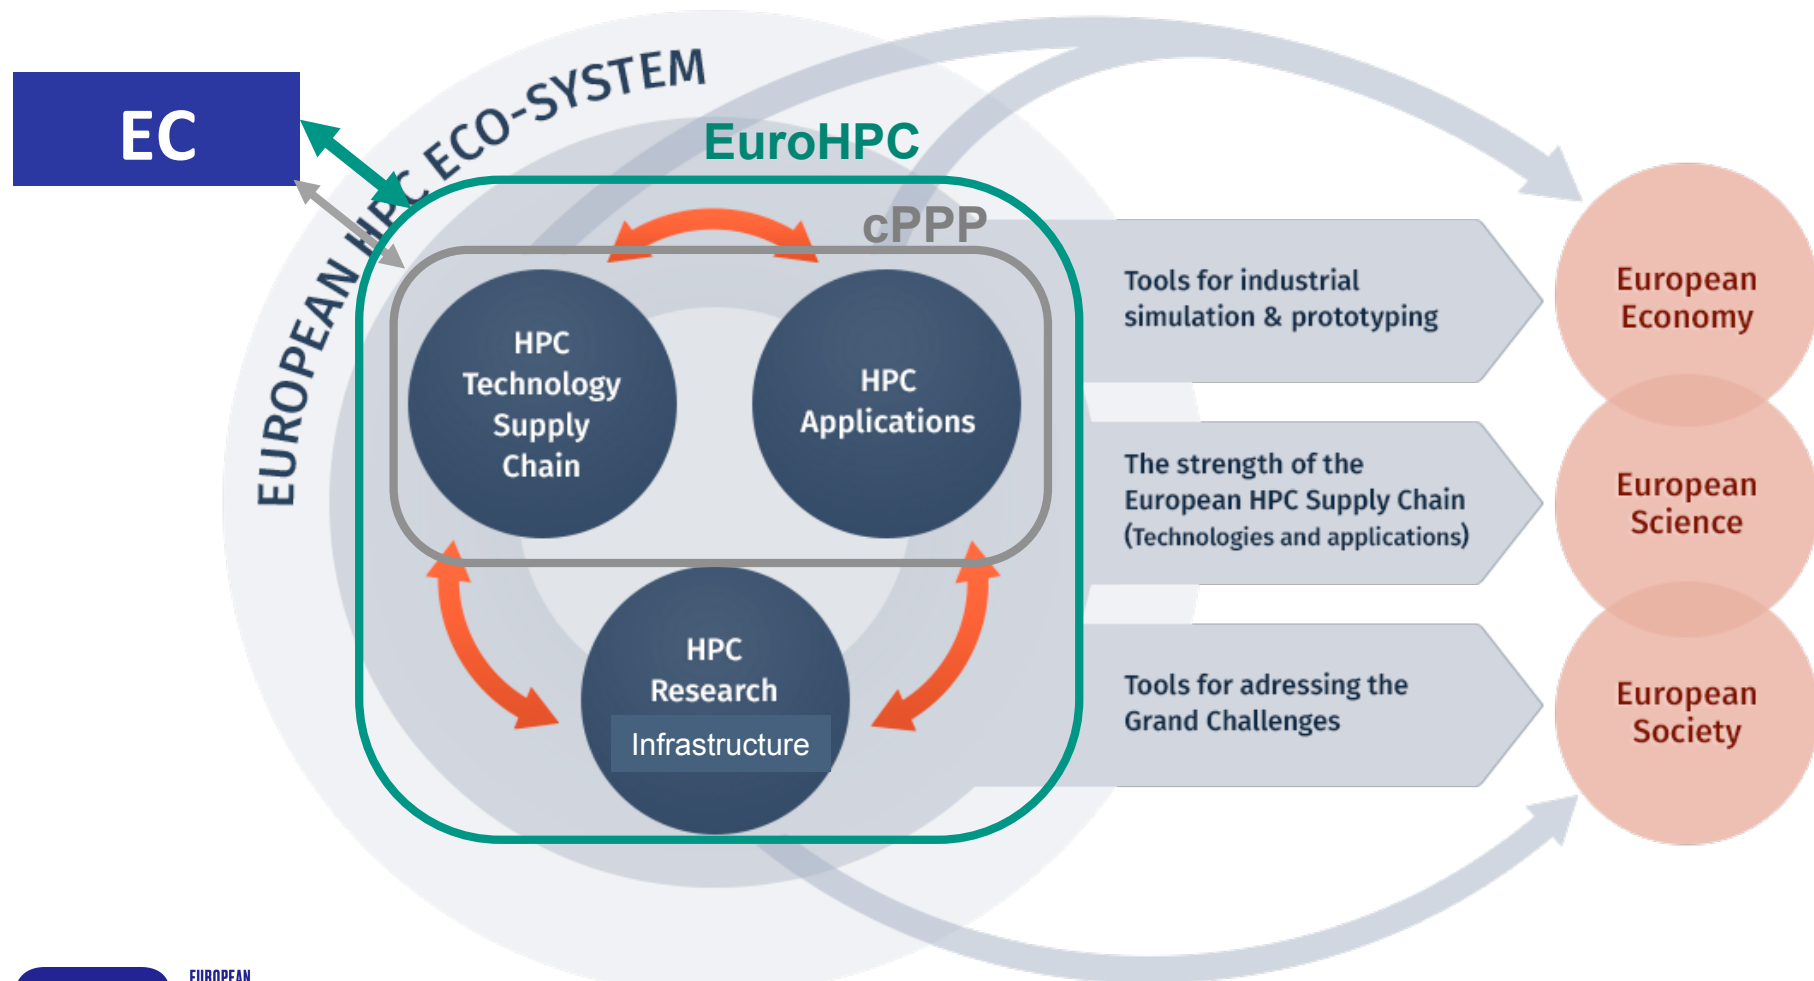 EC
EUROPEAN HPC ECO-SYSTEM
EuroHPC
cPPP
HPC
Technology
Supply
Chain
HPC
Applications
HPC
Research
Infrastructure
Tools for industrial
simulation & prototyping
The strength of the
European HPC Supply Chain
(Technologies and applications)
Tools for adressing the
Grand Challenges
European
Economy
European
Science
European
Society
EUROPEAN